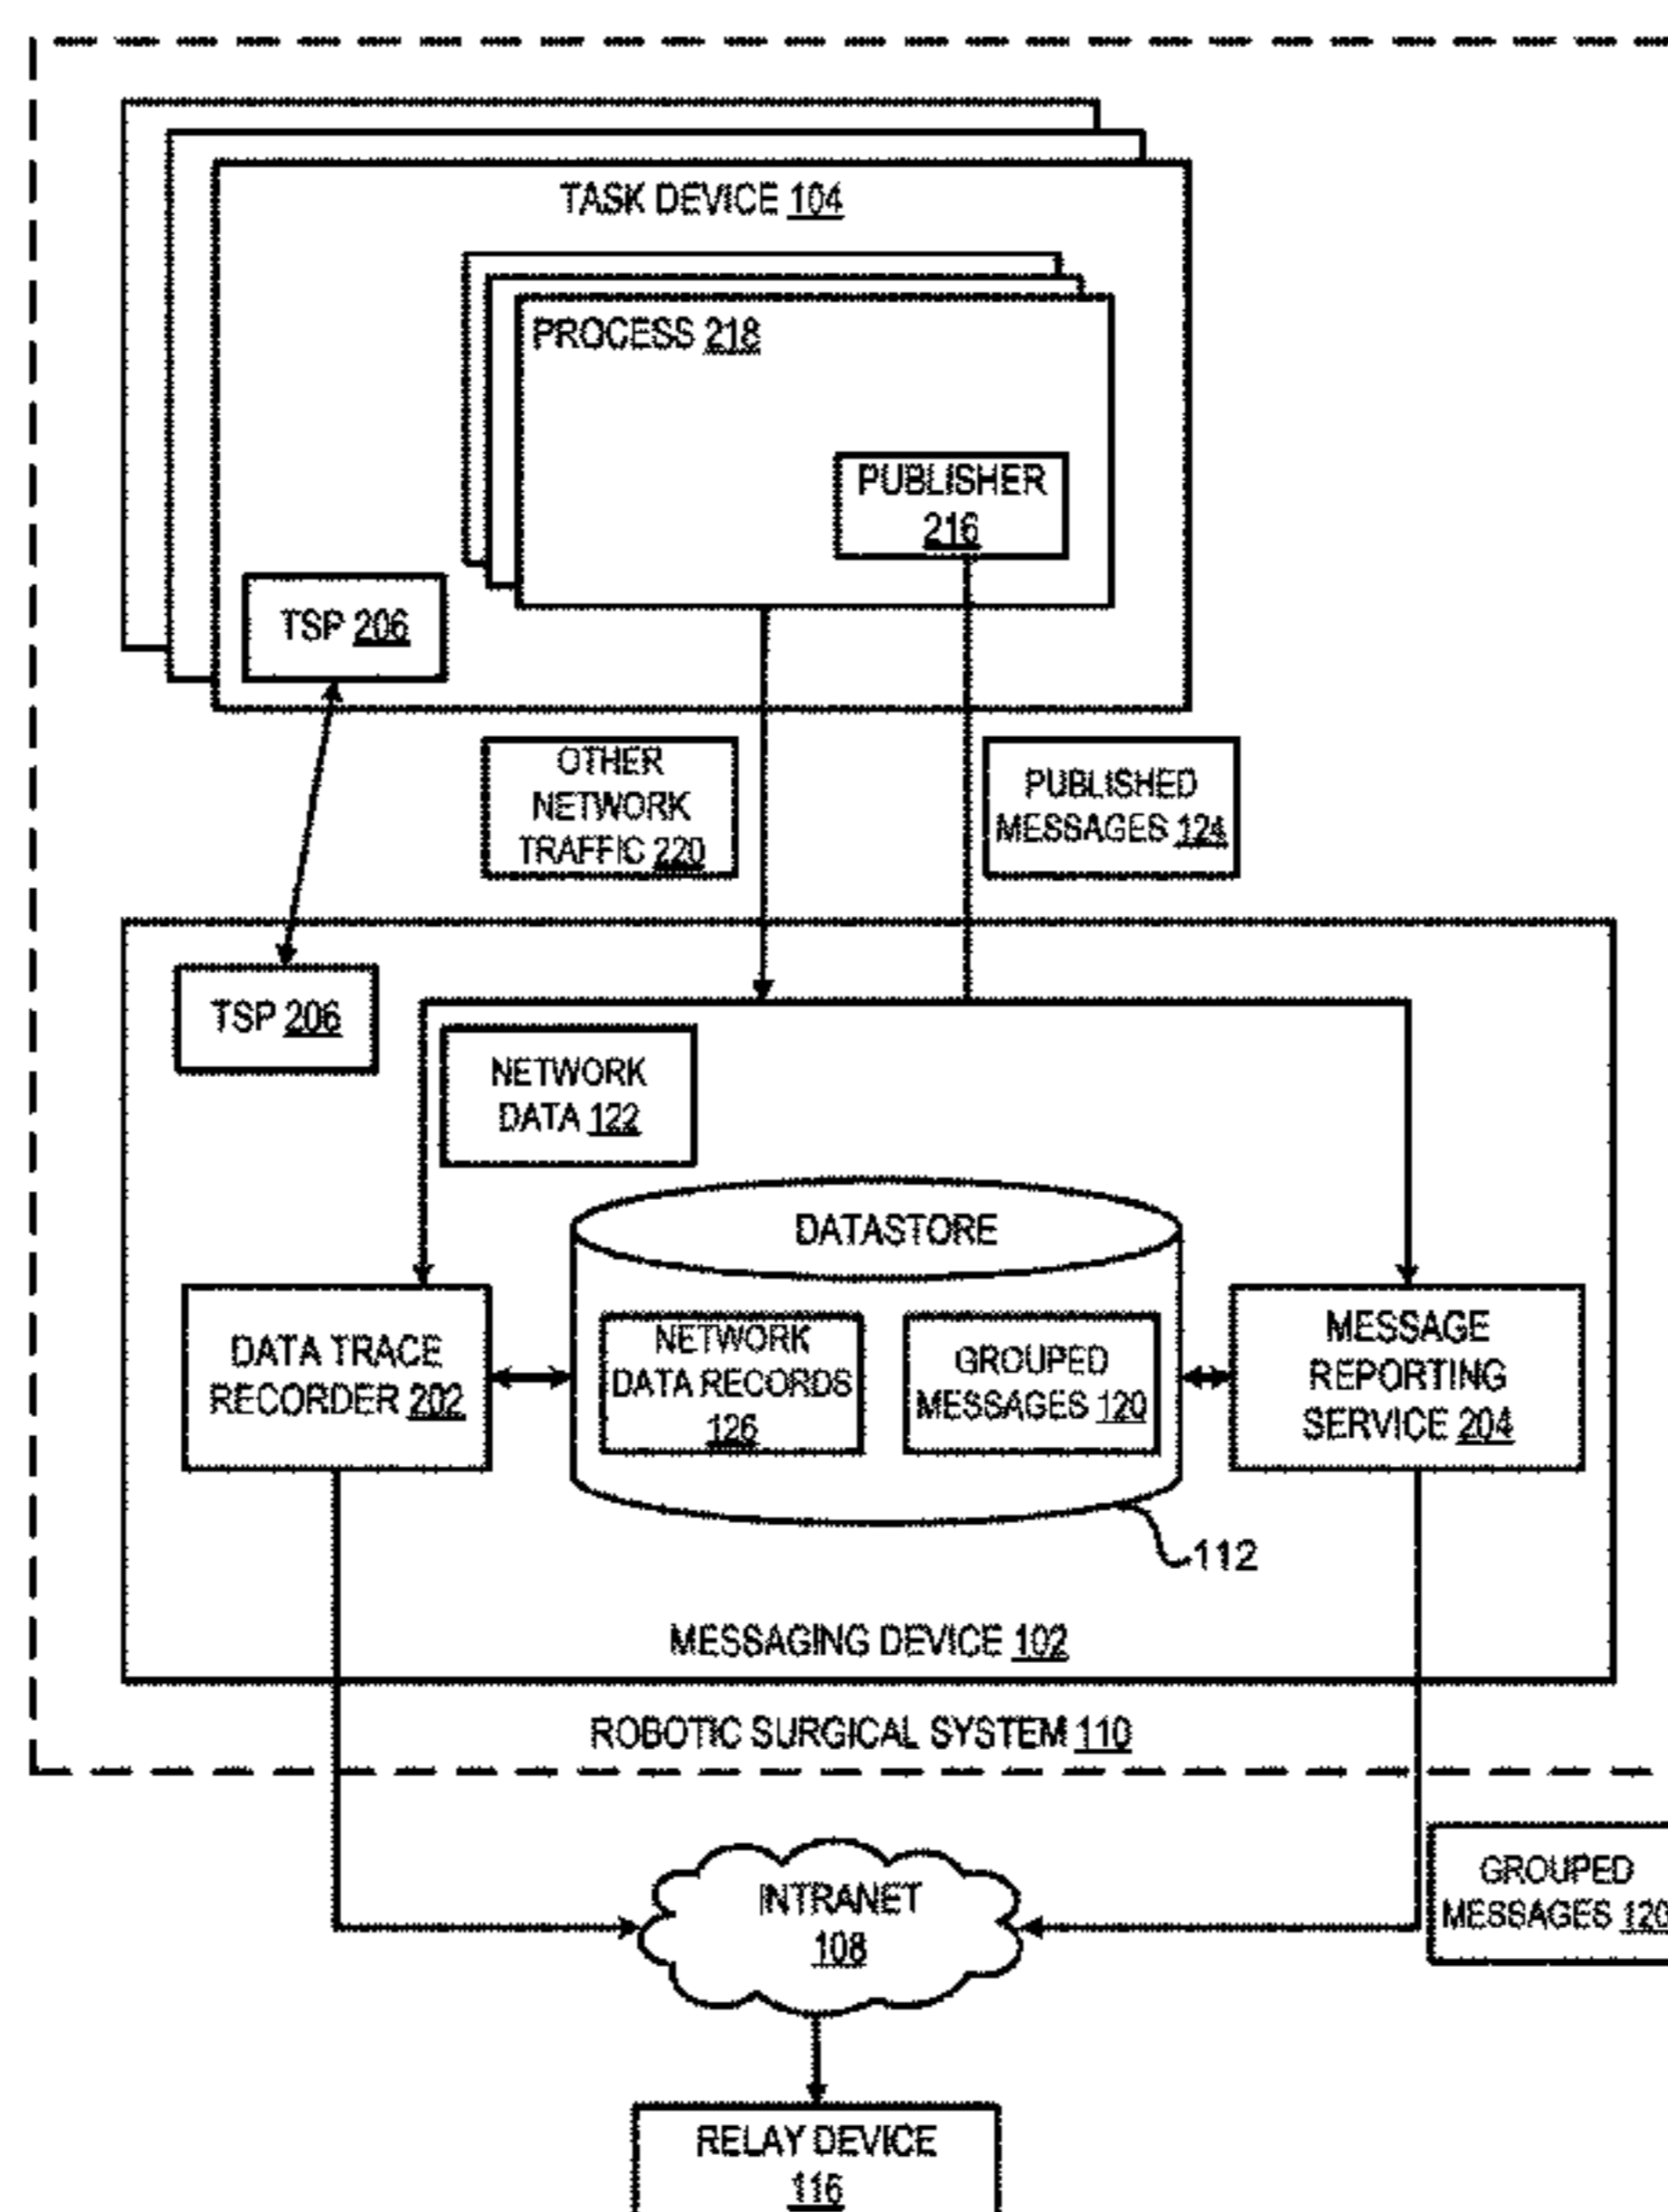 TASK DEVICE 104
PROCESS 218
PUBLISHER
216
TSP 206
OTHER
NETWORK
TRAFFIC 220
PUBLISHED
MESSAGES 124
TSP 206
NETWORK
DATA 122
DATASTORE
DATA TRACE
RECORDER 202
NETWORK
DATA RECORDS
126
GROUPED
MESSAGES 120
MESSAGE
REPORTING
SERVICE 204
112
MESSAGING DEVICE 102
ROBOTIC SURGICAL SYSTEM 110
INTRANET
108
GROUPED
MESSAGES 120
RELAY DEVICE
116